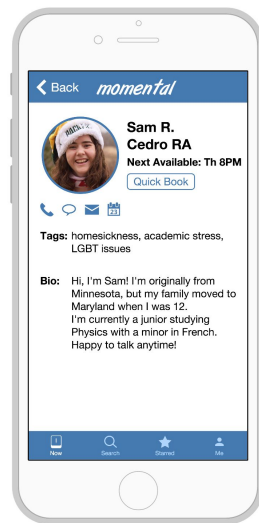 Back momental
Sam R.
Cedro RA
Next Available: Th 8PM
Quick Book
23
Tags: homesickness, academic stress,
LGBT issues
Bio: Hi, I'm Sam! I'm originally from
Minnesota, but my family moved to
Maryland when I was 12.
I'm currently a junior studying
Physics with a minor in French.
Happy to talk anytime!
Now Search Starred Me